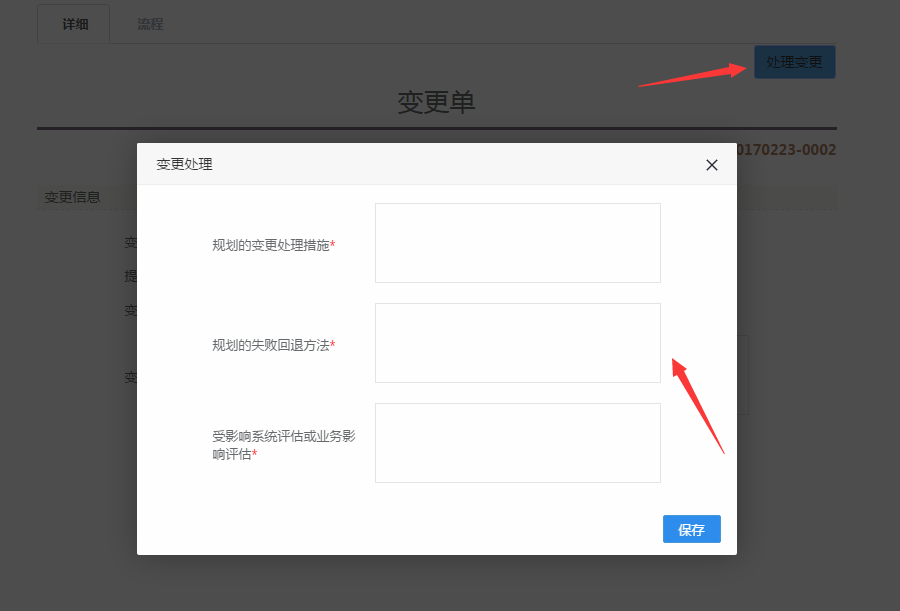 详细
流程
处理变更
变更单
0170223-0002
变更处理
变更信息
变
提
变
变
规划的变更处理措施*
规划的失败回退方法*
受影响系统评估或业务影
响评估*
保存